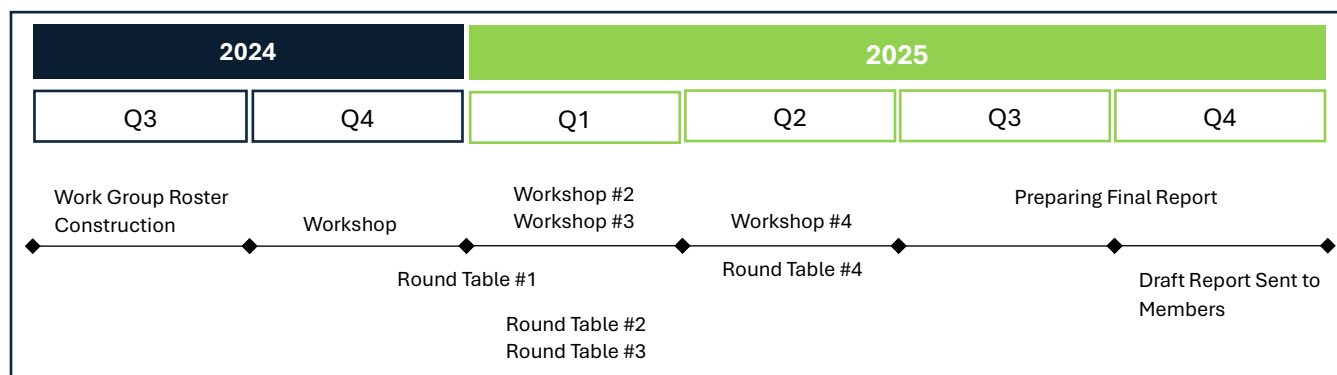 2024
2025
Q3
Q4
Q1
Q2
Q3
Q4
Work Group Roster
Construction
Workshop
Workshop #2
Workshop #3
Workshop #4
Preparing Final Report
Round Table #1
Round Table #2
Round Table #3
Round Table #4
Draft Report Sent to
Members